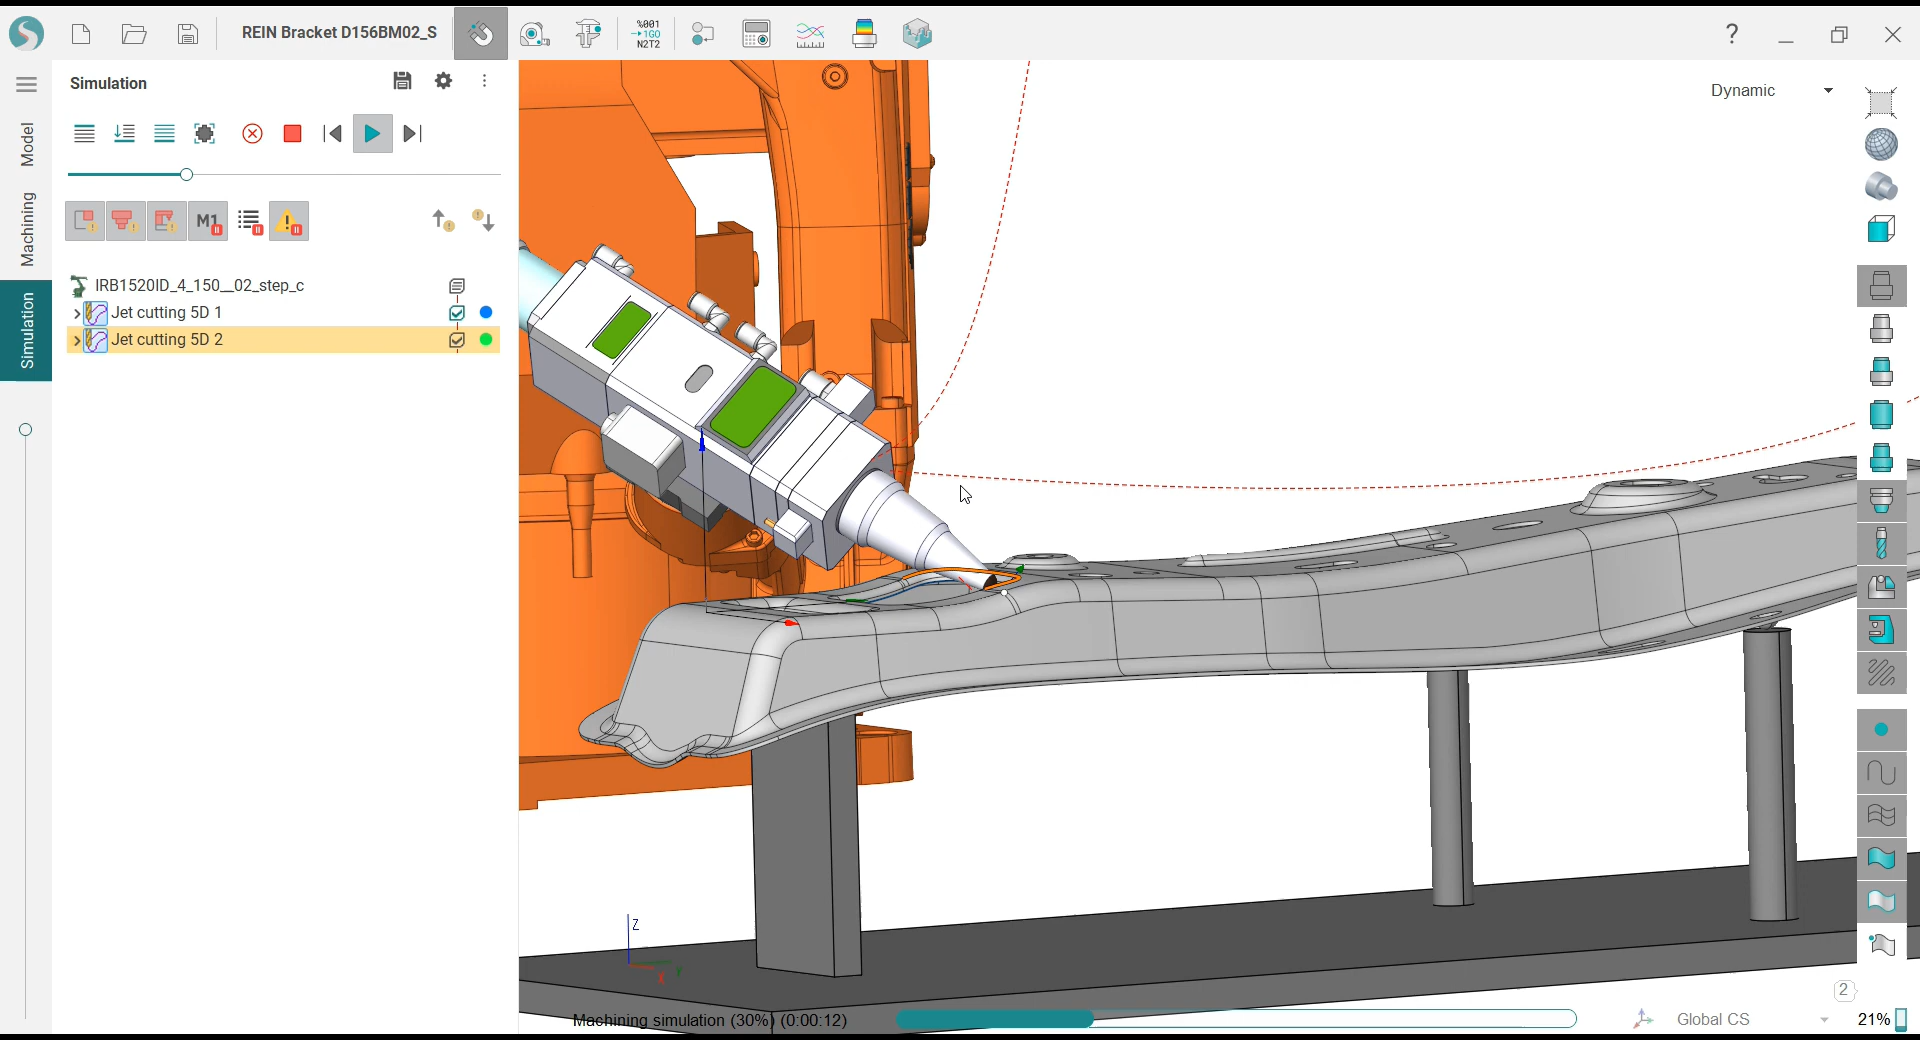 REIN Bracket D156BM02_S
%001
1GO
N2T2
?
Simulation
Dynamic
Model
Machining
Simulation
M1
IRB1520ID_4_150__02_step_c
Jet cutting 5D 1
Jet cutting 5D 2
Z
Y
X
2
Machining simulation (30%) (0:00:12)
Global CS
21%